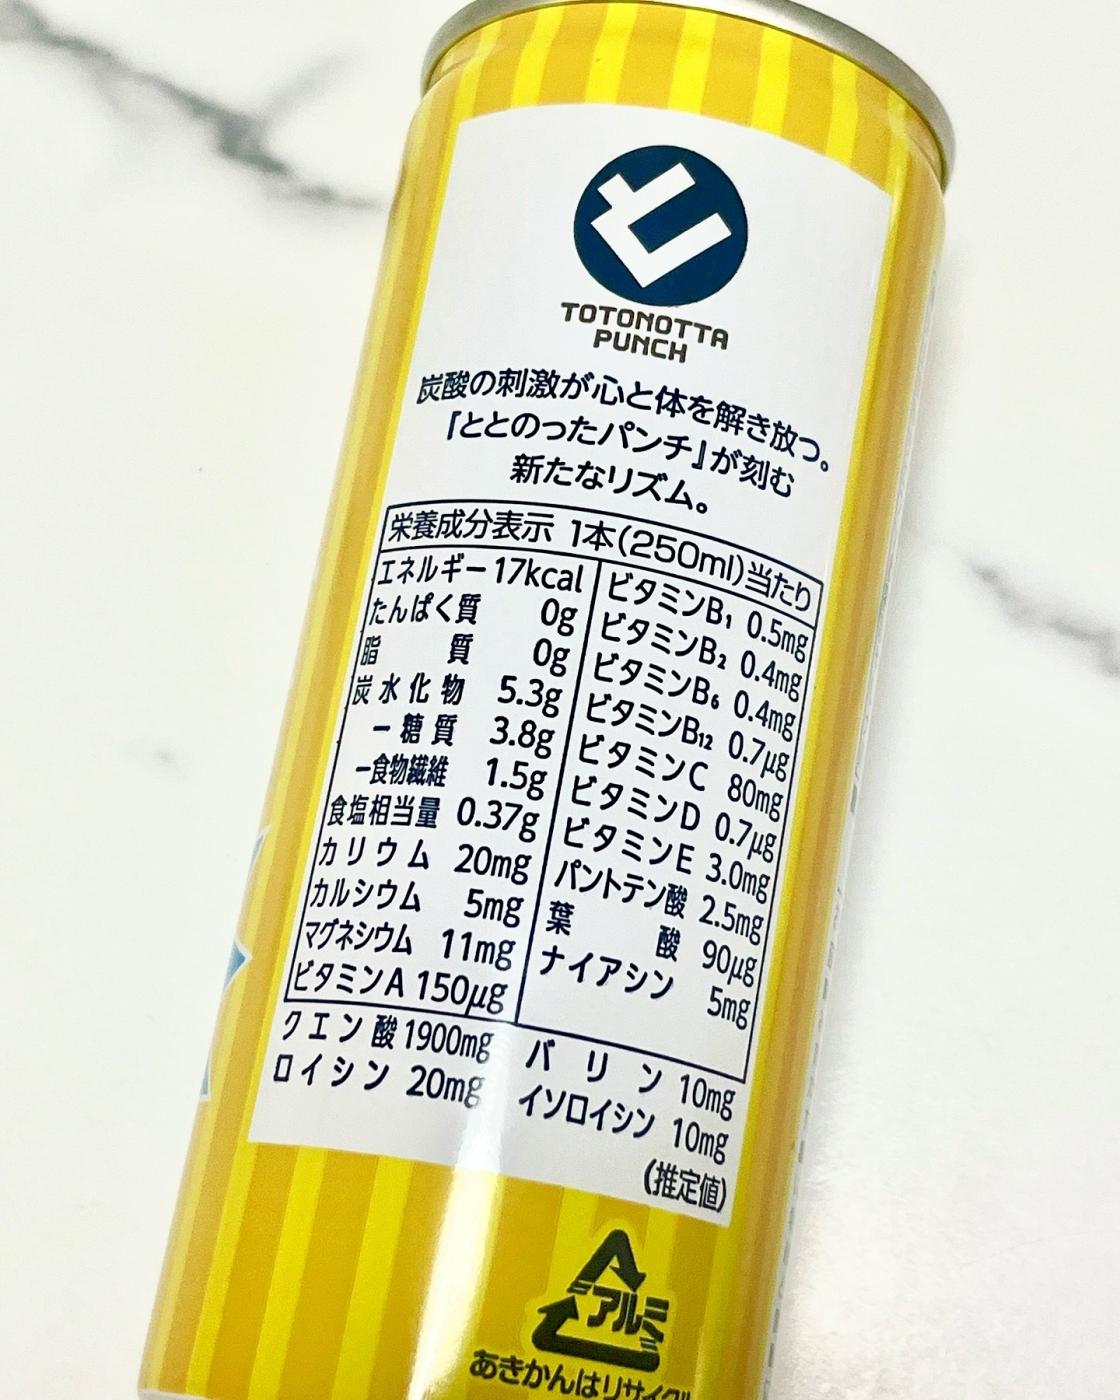 と
TOTONOTTA
PUNCH
炭酸の刺激が心と体を解き放つ。
『ととのったパンチ』が刻む
新たなリズム。
栄養成分表示 1本(250ml)当たり
エネルギー 17kcal
たんぱく質 0g
脂質 0g
炭水化物 5.3g
－糖質 3.8g
－食物繊維 1.5g
食塩相当量 0.37g
カリウム 20mg
カルシウム 5mg
マグネシウム 11mg
ビタミンA 150μg
ビタミンB₁ 0.5mg
ビタミンB₂ 0.4mg
ビタミンB₆ 0.4mg
ビタミンB₁₂ 0.7μg
ビタミンC 80mg
ビタミンD 0.7μg
ビタミンE 3.0mg
パントテン酸 2.5mg
葉酸 90μg
ナイアシン 5mg
クエン酸 1900mg バリン 10mg
ロイシン 20mg イソロイシン 10mg
(推定値)
アルミ
あきかんはリサイクル